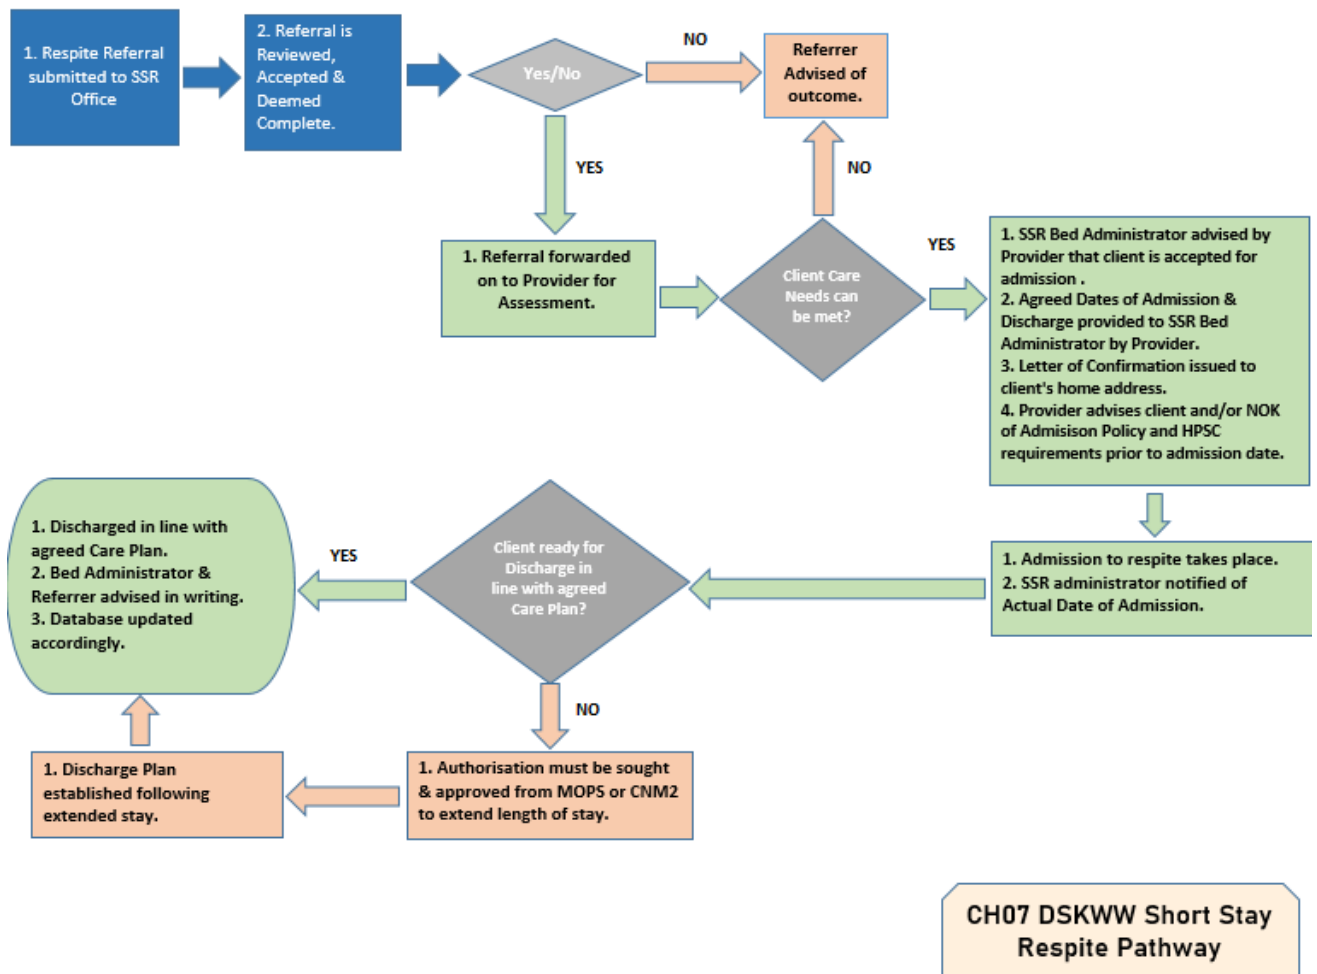 1. Respite Referral
submitted to SSR
Office
2. Referral is
Reviewed,
Accepted &
Deemed
Complete.
Yes/No
NO
Referrer
Advised of
outcome.
YES
NO
1. Referral forwarded
on to Provider for
Assessment.
Client Care
Needs can
be met?
YES
1. SSR Bed Administrator advised by
Provider that client is accepted for
admission .
2. Agreed Dates of Admission &
Discharge provided to SSR Bed
Administrator by Provider.
3. Letter of Confirmation issued to
client's home address.
4. Provider advises client and/or NOK
of Admisison Policy and HPSC
requirements prior to admission date.
1. Admission to respite takes place.
2. SSR administrator notified of
Actual Date of Admission.
Client ready for
Discharge in
line with agreed
Care Plan?
YES
1. Discharged in line with
agreed Care Plan.
2. Bed Administrator &
Referrer advised in writing.
3. Database updated
accordingly.
NO
1. Authorisation must be sought
& approved from MOPS or CNM2
to extend length of stay.
1. Discharge Plan
established following
extended stay.
CH07 DSKWW Short Stay
Respite Pathway